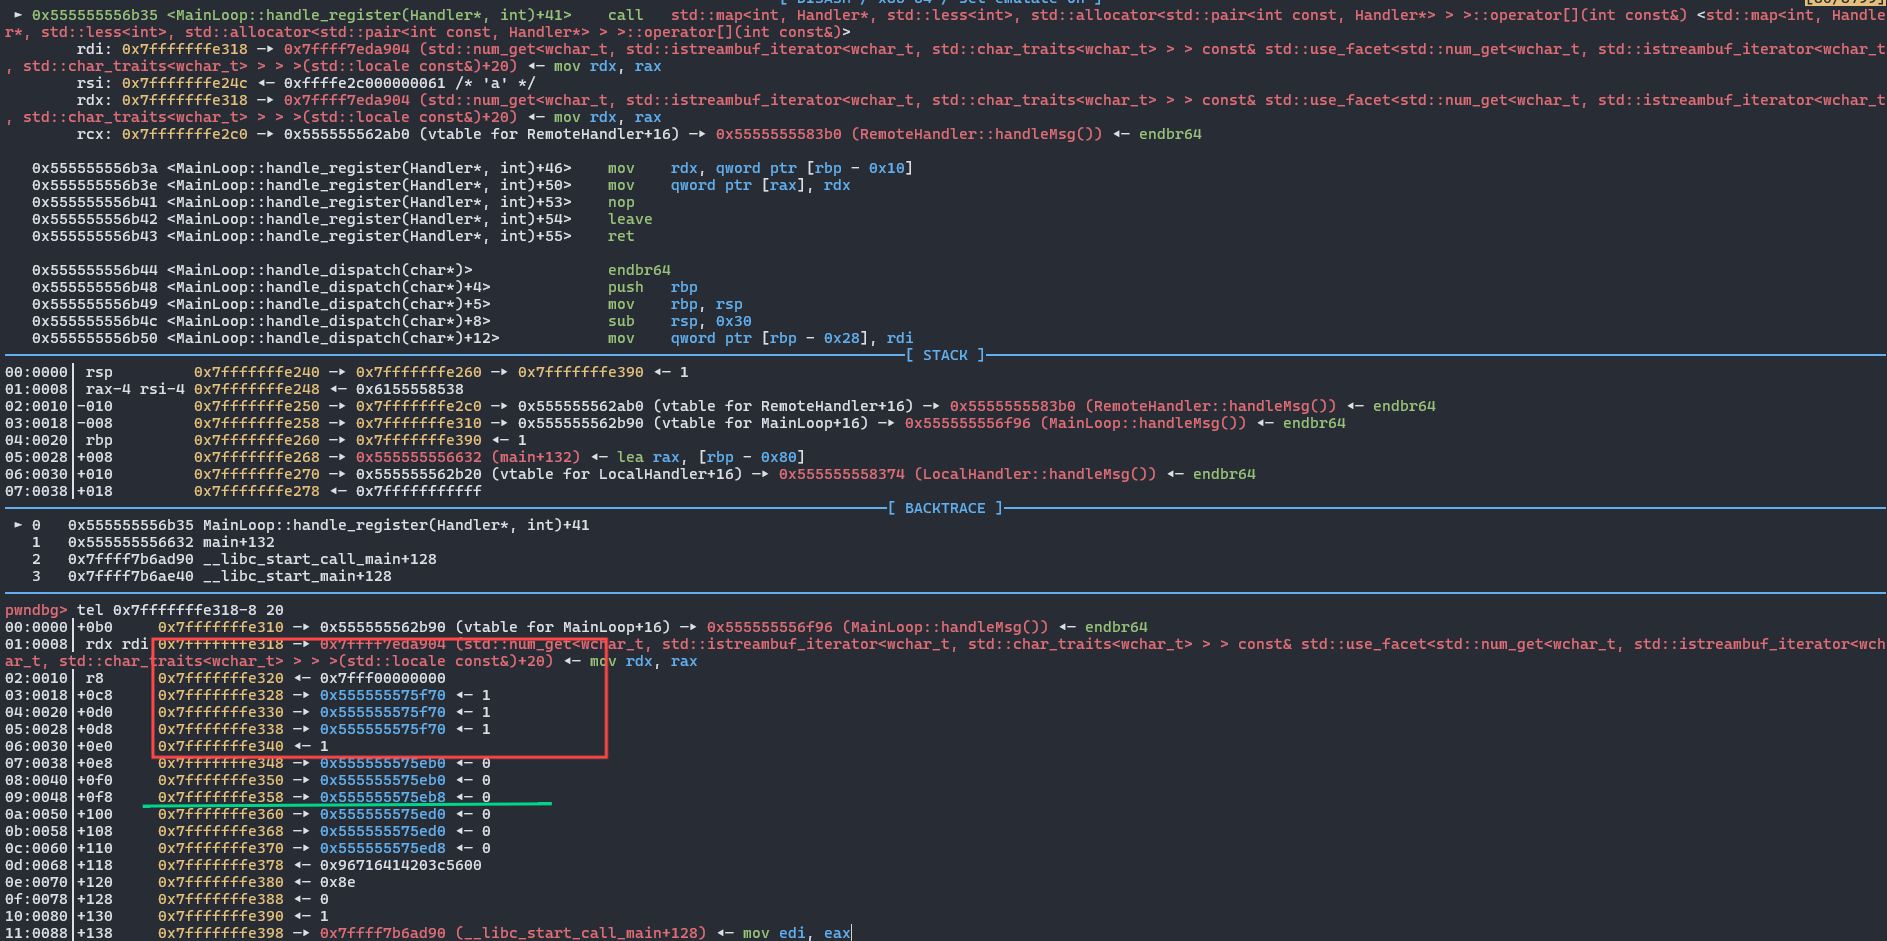 [ DISASM / x86-64 / set emulate on ]
► 0x555555556b35 <MainLoop::handle_register(Handler*, int)+41>    call   std::map<int, Handler*, std::less<int>, std::allocator<std::pair<int const, Handler*> > >::operator[](int const&) <std::map<int, Handle
r*, std::less<int>, std::allocator<std::pair<int const, Handler*> > >::operator[](int const&)>
rdi: 0x7fffffffe318 —▸ 0x7ffff7eda904 (std::num_get<wchar_t, std::istreambuf_iterator<wchar_t, std::char_traits<wchar_t> > > const& std::use_facet<std::num_get<wchar_t, std::istreambuf_iterator<wchar_t
, std::char_traits<wchar_t> > > >(std::locale const&)+20) ◂— mov rdx, rax
rsi: 0x7fffffffe24c ◂— 0xffffe2c000000061 /* 'a' */
rdx: 0x7fffffffe318 —▸ 0x7ffff7eda904 (std::num_get<wchar_t, std::istreambuf_iterator<wchar_t, std::char_traits<wchar_t> > > const& std::use_facet<std::num_get<wchar_t, std::istreambuf_iterator<wchar_t
, std::char_traits<wchar_t> > > >(std::locale const&)+20) ◂— mov rdx, rax
rcx: 0x7fffffffe2c0 —▸ 0x555555562ab0 (vtable for RemoteHandler+16) —▸ 0x5555555583b0 (RemoteHandler::handleMsg()) ◂— endbr64
0x555555556b3a <MainLoop::handle_register(Handler*, int)+46>    mov    rdx, qword ptr [rbp - 0x10]
0x555555556b3e <MainLoop::handle_register(Handler*, int)+50>    mov    qword ptr [rax], rdx
0x555555556b41 <MainLoop::handle_register(Handler*, int)+53>    nop
0x555555556b42 <MainLoop::handle_register(Handler*, int)+54>    leave
0x555555556b43 <MainLoop::handle_register(Handler*, int)+55>    ret
0x555555556b44 <MainLoop::handle_dispatch(char*)>               endbr64
0x555555556b48 <MainLoop::handle_dispatch(char*)+4>             push   rbp
0x555555556b49 <MainLoop::handle_dispatch(char*)+5>             mov    rbp, rsp
0x555555556b4c <MainLoop::handle_dispatch(char*)+8>             sub    rsp, 0x30
0x555555556b50 <MainLoop::handle_dispatch(char*)+12>            mov    qword ptr [rbp - 0x28], rdi
[ STACK ]
00:0000│ rsp         0x7fffffffe240 —▸ 0x7fffffffe260 —▸ 0x7fffffffe390 ◂— 1
01:0008│ rax-4 rsi-4 0x7fffffffe248 ◂— 0x6155558538
02:0010│-010         0x7fffffffe250 —▸ 0x7fffffffe2c0 —▸ 0x555555562ab0 (vtable for RemoteHandler+16) —▸ 0x5555555583b0 (RemoteHandler::handleMsg()) ◂— endbr64
03:0018│-008         0x7fffffffe258 —▸ 0x7fffffffe310 —▸ 0x555555562b90 (vtable for MainLoop+16) —▸ 0x555555556f96 (MainLoop::handleMsg()) ◂— endbr64
04:0020│ rbp         0x7fffffffe260 —▸ 0x7fffffffe390 ◂— 1
05:0028│+008         0x7fffffffe268 —▸ 0x555555556632 (main+132) ◂— lea rax, [rbp - 0x80]
06:0030│+010         0x7fffffffe270 —▸ 0x555555562b20 (vtable for LocalHandler+16) —▸ 0x555555558374 (LocalHandler::handleMsg()) ◂— endbr64
07:0038│+018         0x7fffffffe278 ◂— 0x7fffffffffff
[ BACKTRACE ]
► 0   0x555555556b35 MainLoop::handle_register(Handler*, int)+41
1   0x555555556632 main+132
2   0x7ffff7b6ad90 __libc_start_call_main+128
3   0x7ffff7b6ae40 __libc_start_main+128
pwndbg> tel 0x7fffffffe318-8 20
00:0000│+0b0     0x7fffffffe310 —▸ 0x555555562b90 (vtable for MainLoop+16) —▸ 0x555555556f96 (MainLoop::handleMsg()) ◂— endbr64
01:0008│ rdx rdi 0x7fffffffe318 —▸ 0x7ffff7eda904 (std::num_get<wchar_t, std::istreambuf_iterator<wchar_t, std::char_traits<wchar_t> > > const& std::use_facet<std::num_get<wchar_t, std::istreambuf_iterator<wch
ar_t, std::char_traits<wchar_t> > > >(std::locale const&)+20) ◂— mov rdx, rax
02:0010│ r8      0x7fffffffe320 ◂— 0x7fff00000000
03:0018│+0c8     0x7fffffffe328 —▸ 0x555555575f70 ◂— 1
04:0020│+0d0     0x7fffffffe330 —▸ 0x555555575f70 ◂— 1
05:0028│+0d8     0x7fffffffe338 —▸ 0x555555575f70 ◂— 1
06:0030│+0e0     0x7fffffffe340 ◂— 1
07:0038│+0e8     0x7fffffffe348 —▸ 0x555555575eb0 ◂— 0
08:0040│+0f0     0x7fffffffe350 —▸ 0x555555575eb0 ◂— 0
09:0048│+0f8     0x7fffffffe358 —▸ 0x555555575eb8 ◂— 0
0a:0050│+100     0x7fffffffe360 —▸ 0x555555575ed0 ◂— 0
0b:0058│+108     0x7fffffffe368 —▸ 0x555555575ed0 ◂— 0
0c:0060│+110     0x7fffffffe370 —▸ 0x555555575ed8 ◂— 0
0d:0068│+118     0x7fffffffe378 ◂— 0x96716414203c5600
0e:0070│+120     0x7fffffffe380 ◂— 0x8e
0f:0078│+128     0x7fffffffe388 ◂— 0
10:0080│+130     0x7fffffffe390 ◂— 1
11:0088│+138     0x7fffffffe398 —▸ 0x7ffff7b6ad90 (__libc_start_call_main+128) ◂— mov edi, eax